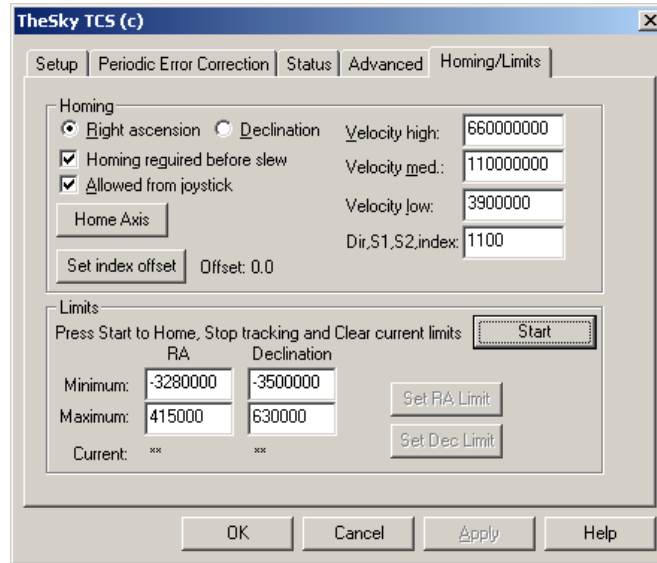 TheSky TCS (c)
Setup Periodic Error Correction Status Advanced Homing/Limits
Homing
Right ascension Declination
Homing required before slew
Allowed from joystick
Home Axis
Set index offset Offset: 0.0
Velocity high: 660000000
Velocity med.: 110000000
Velocity low: 3900000
Dir,S1,S2,index: 1100
Limits
Press Start to Home, Stop tracking and Clear current limits Start
RA Declination
Minimum: -3280000 -3500000
Maximum: 415000 630000
Current: ** **
Set RA Limit
Set Dec Limit
OK Cancel Apply Help